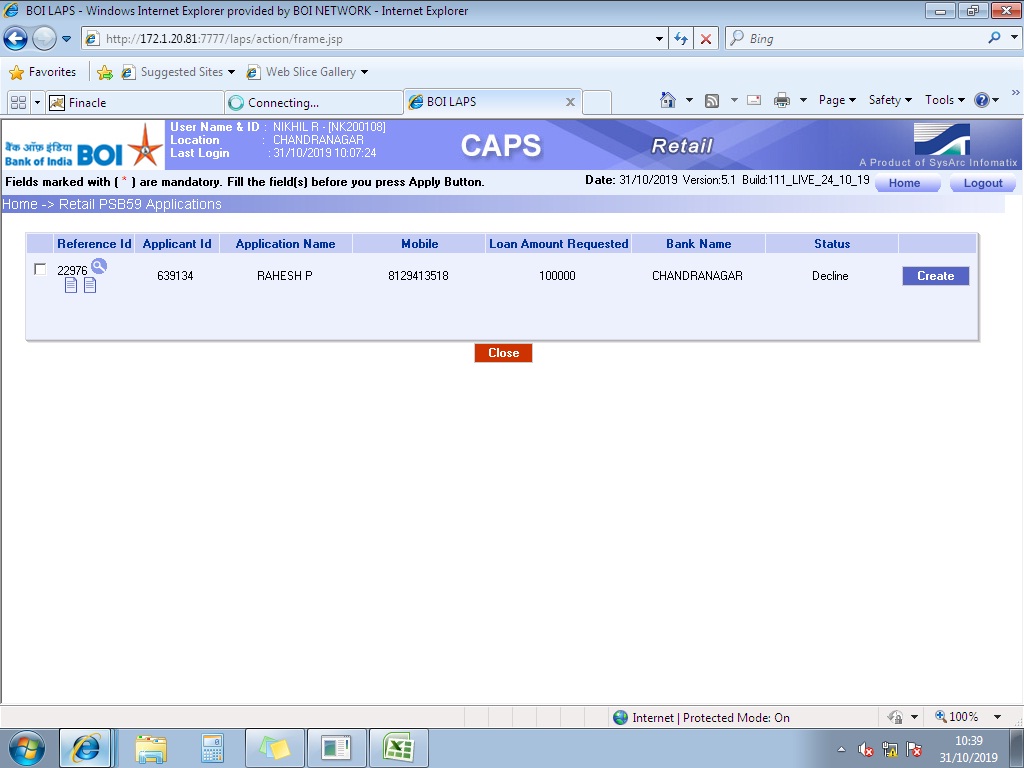 BOI LAPS - Windows Internet Explorer provided by BOI NETWORK - Internet Explorer
http://172.1.20.81:7777/laps/action/frame.jsp
Bing
Favorites
Suggested Sites
Web Slice Gallery
Finacle
Connecting...
BOI LAPS
Page
Safety
Tools
»
बैंक ऑफ़ इंडिया
Bank of India
BOI
User Name & ID : NIKHIL R - [NK200108]
Location : CHANDRANAGAR
Last Login : 31/10/2019 10:07:24
CAPS
Retail
A Product of SysArc Infomatix
Fields marked with ( * ) are mandatory. Fill the field(s) before you press Apply Button.
Date: 31/10/2019 Version:5.1 Build:111_LIVE_24_10_19
Home
Logout
Home -> Retail PSB59 Applications
Reference Id Applicant Id Application Name Mobile Loan Amount Requested Bank Name Status
22976 639134 RAHESH P 8129413518 100000 CHANDRANAGAR Decline Create
Close
Internet | Protected Mode: On
100%
10:39
31/10/2019